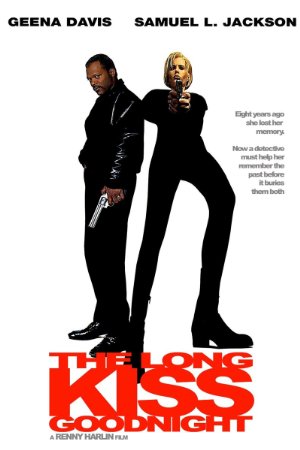 GEENA DAVIS SAMUEL L. JACKSON
Eight years ago
she lost her
memory.
Now a detective
must help her
remember the
past before
it buries
them both
THE LONG
KISS
GOODNIGHT
A RENNY HARLIN FILM